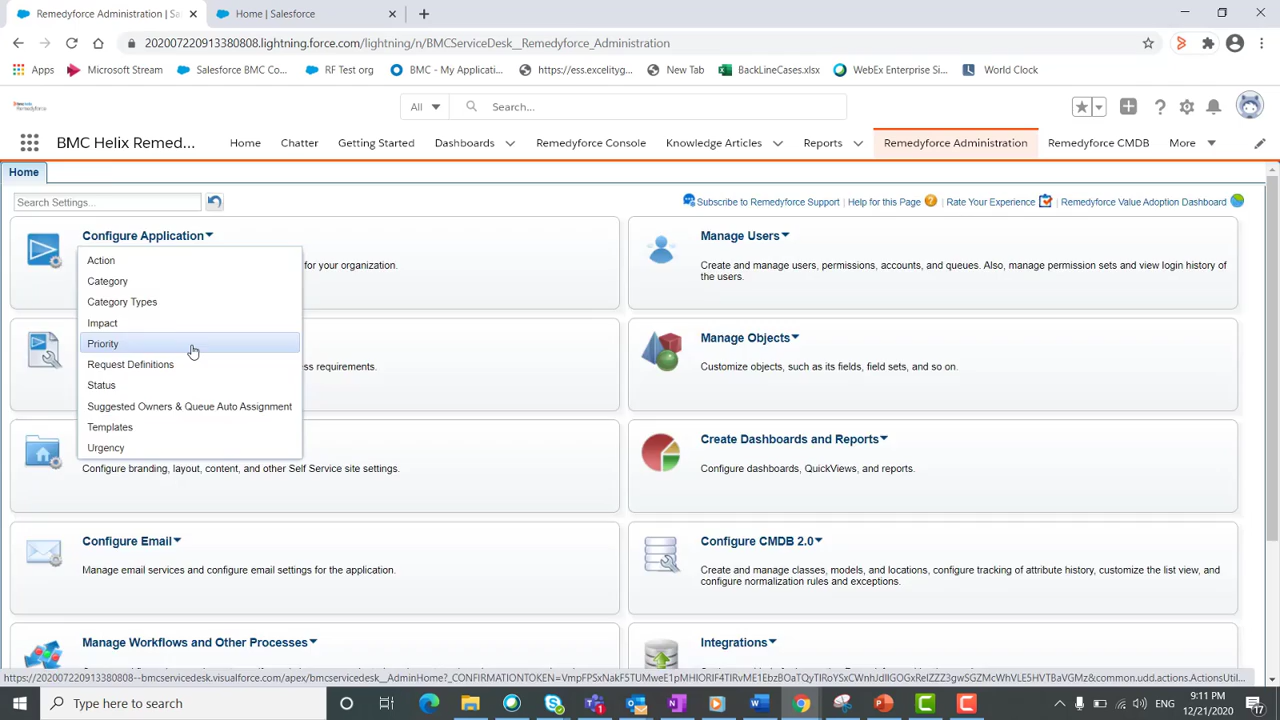 Remedyforce Administration | Sa
Home | Salesforce
202007220913380808.lightning.force.com/lightning/n/BMCServiceDesk__Remedyforce_Administration
Apps
Microsoft Stream
Salesforce BMC Co...
RF Test org
BMC - My Applicati...
https://ess.excelityg...
New Tab
BackLineCases.xlsx
WebEx Enterprise Si...
World Clock
Remedyforce
All
Search...
BMC Helix Remed...
Home
Chatter
Getting Started
Dashboards
Remedyforce Console
Knowledge Articles
Reports
Remedyforce Administration
Remedyforce CMDB
More
Home
Search Settings...
Subscribe to Remedyforce Support
Help for this Page
Rate Your Experience
Remedyforce Value Adoption Dashboard
Configure Application
Action
Category
Category Types
Impact
Priority
Request Definitions
Status
Suggested Owners & Queue Auto Assignment
Templates
Urgency
for your organization.
Manage Users
Create and manage users, permissions, accounts, and queues. Also, manage permission sets and view login history of
the users.
ss requirements.
Manage Objects
Customize objects, such as its fields, field sets, and so on.
Configure branding, layout, content, and other Self Service site settings.
Create Dashboards and Reports
Configure dashboards, QuickViews, and reports.
Configure Email
Manage email services and configure email settings for the application.
Configure CMDB 2.0
Create and manage classes, models, and locations, configure tracking of attribute history, customize the list view, and
configure normalization rules and exceptions.
Manage Workflows and Other Processes
Integrations
Type here to search
9:11 PM
12/21/2020